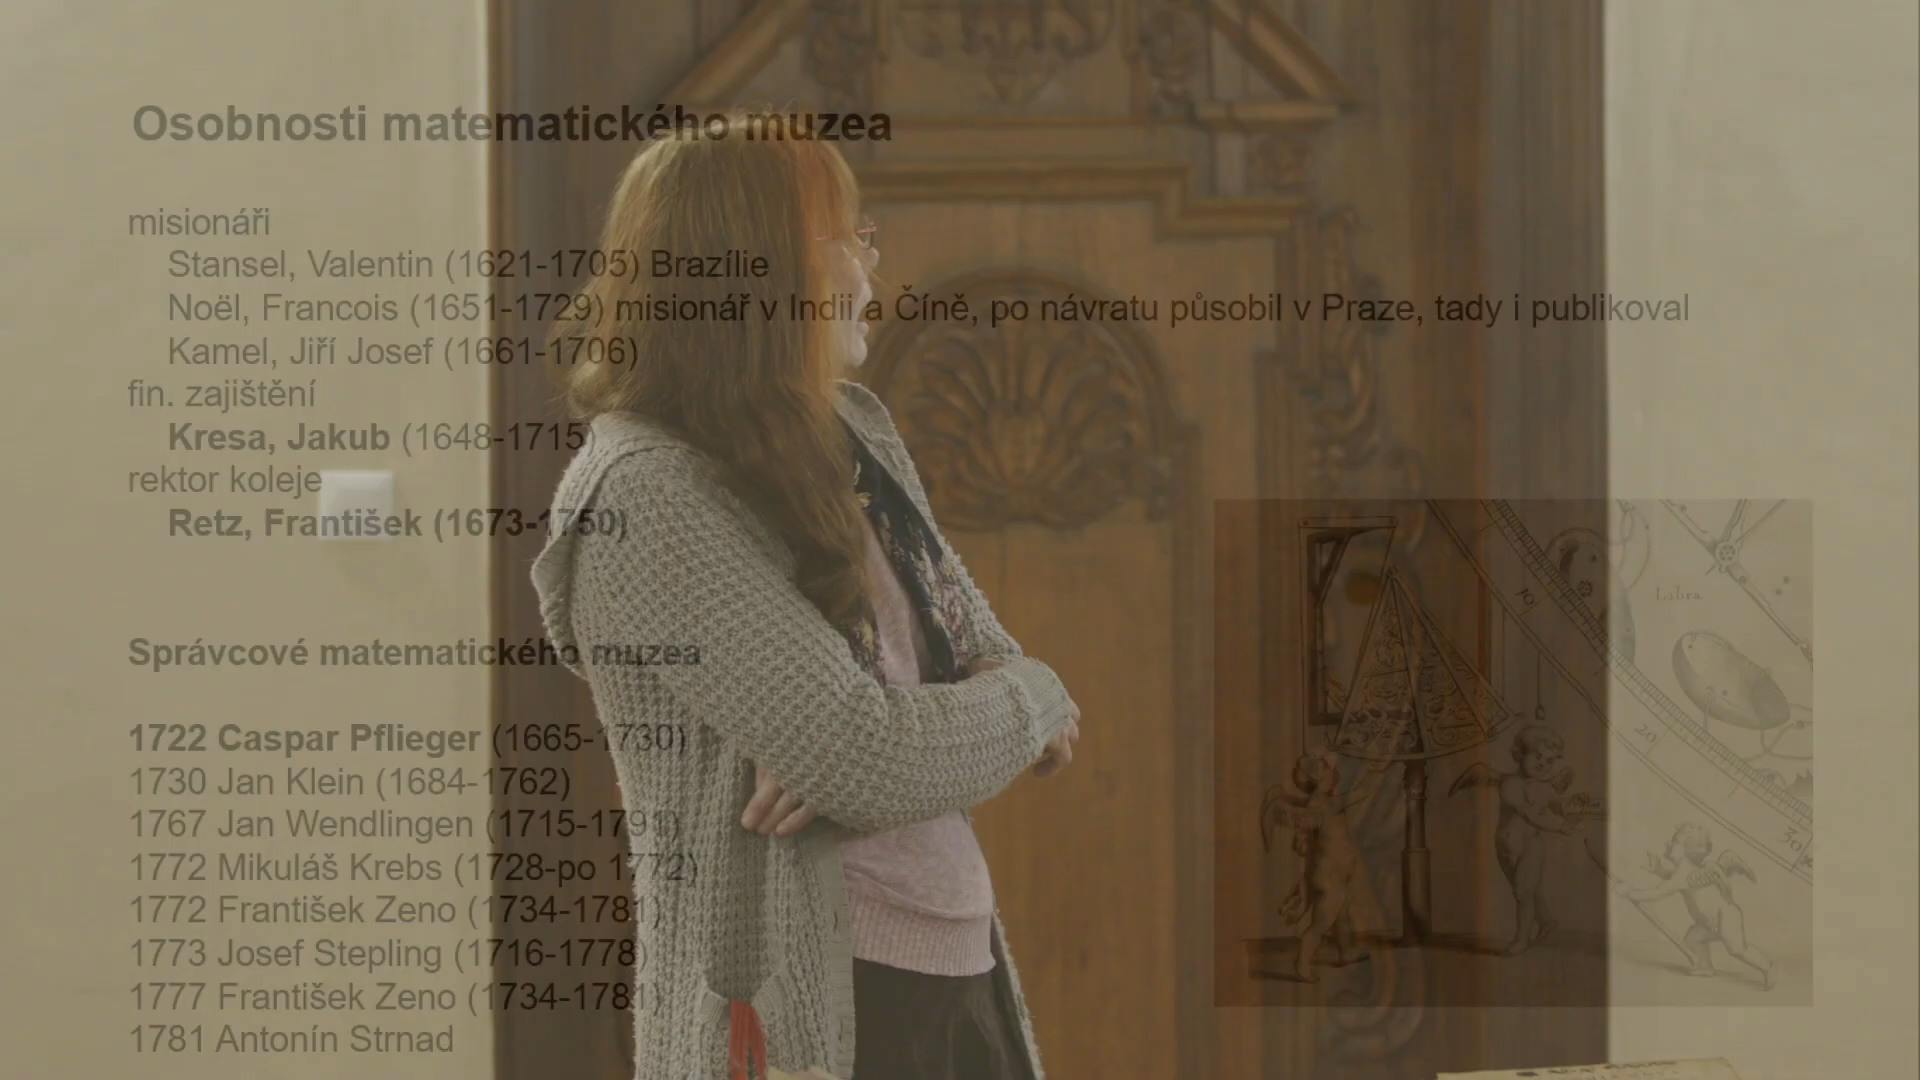 Osobnosti matematického muzea
misionáři
Stansel, Valentin (1621-1705) Brazílie
Noël, Francois (1651-1729) misionář v Indii a Číně, po návratu působil v Praze, tady i publikoval
Kamel, Jiří Josef (1661-1706)
fin. zajištění
Kresa, Jakub (1648-1715)
rektor koleje
Retz, František (1673-1750)
Správcové matematického muzea
1722 Caspar Pflieger (1665-1730)
1730 Jan Klein (1684-1762)
1767 Jan Wendlingen (1715-1791)
1772 Mikuláš Krebs (1728-po 1772)
1772 František Zeno (1734-1781)
1773 Josef Stepling (1716-1778)
1777 František Zeno (1734-1781)
1781 Antonín Strnad
Libra.
10
20
30